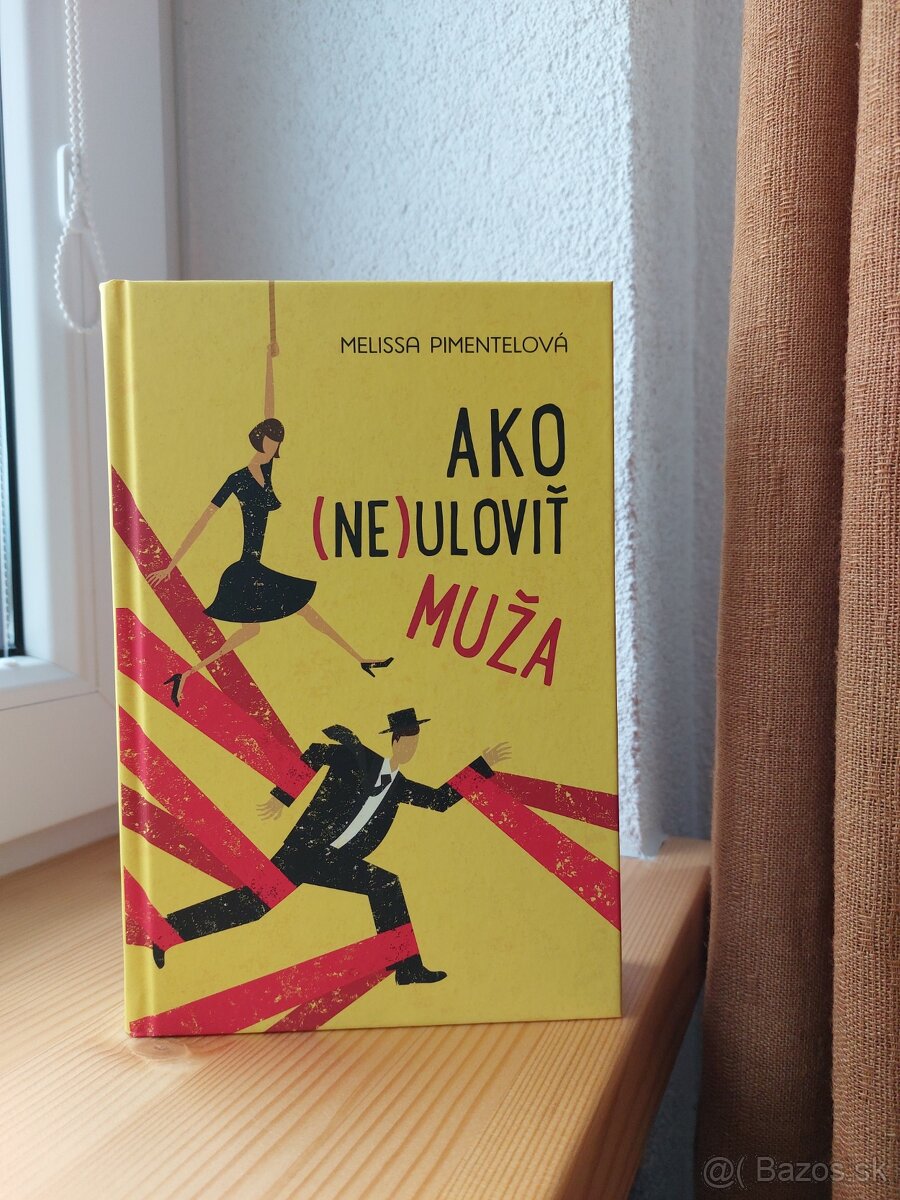 MELISSA PIMENTELOVÁ
AKO
(NE)ULOVIŤ
MUŽA
@( Bazos.sk